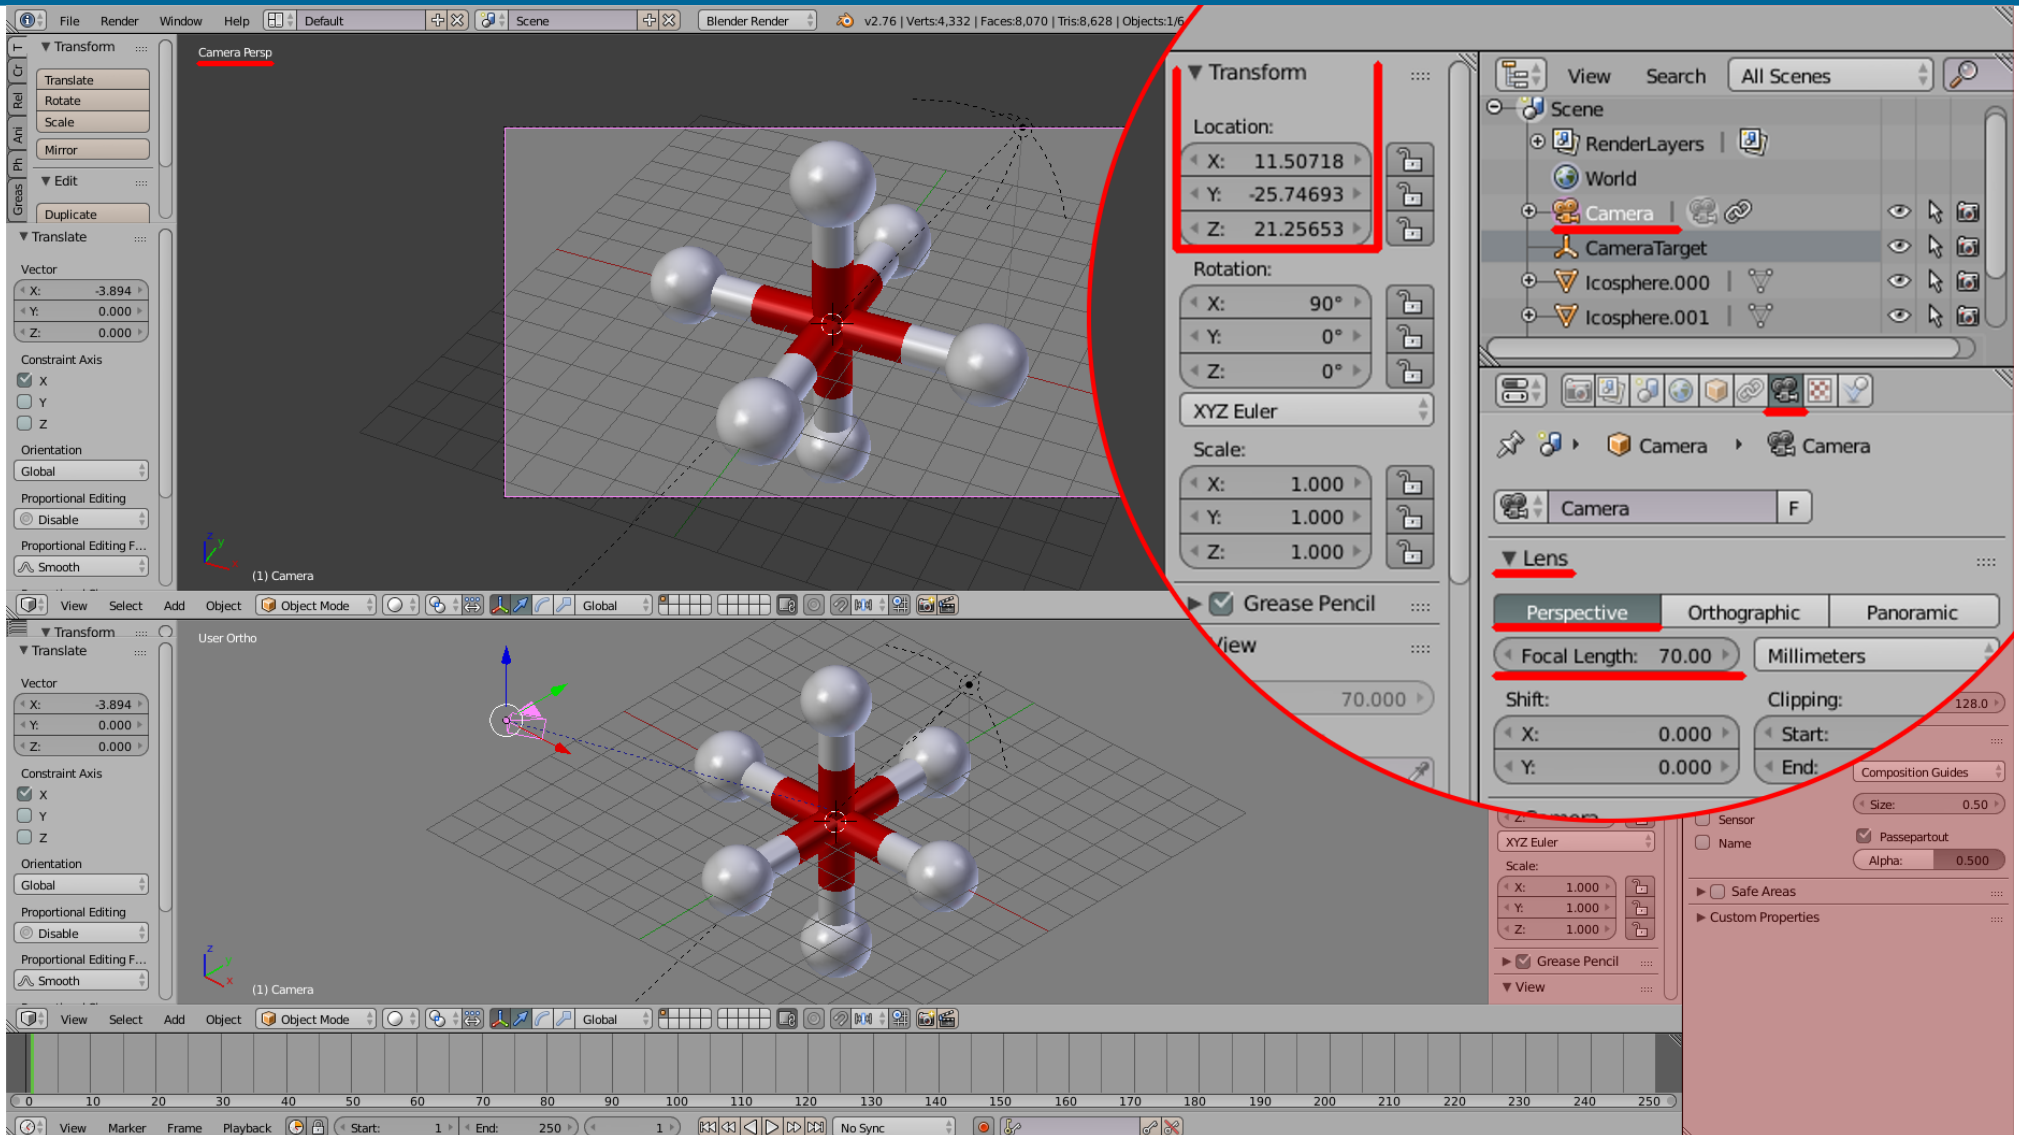 File Render Window Help Default Scene Blender Render v2.76 | Verts:4,332 | Faces:8,070 | Tris:8,628 | Objects:1/6
T
Cr
Rel
Ani
Ph
Greas
Transform
Translate
Rotate
Scale
Mirror
Edit
Duplicate
Translate
Vector
X: -3.894
Y: 0.000
Z: 0.000
Constraint Axis
X
Y
Z
Orientation
Global
Proportional Editing
Disable
Proportional Editing F...
Smooth
Camera Persp
z
y
(1) Camera
View Select Add Object Object Mode Global
Transform
Location:
X: 11.50718
Y: -25.74693
Z: 21.25653
Rotation:
X: 90°
Y: 0°
Z: 0°
XYZ Euler
Scale:
X: 1.000
Y: 1.000
Z: 1.000
Grease Pencil
View
70.000
View Search All Scenes
Scene
RenderLayers
World
Camera
CameraTarget
Icosphere.000
Icosphere.001
Camera Camera
Camera F
Lens
Perspective Orthographic Panoramic
Focal Length: 70.00 Millimeters
Shift: Clipping:
X: 0.000 Start:
Y: 0.000 End:
128.0
Composition Guides
Size: 0.50
Sensor
Passepartout
Name
Alpha: 0.500
Safe Areas
Custom Properties
Z:
XYZ Euler
Scale:
X: 1.000
Y: 1.000
Z: 1.000
Grease Pencil
View
Transform
Translate
Vector
X: -3.894
Y: 0.000
Z: 0.000
Constraint Axis
X
Y
Z
Orientation
Global
Proportional Editing
Disable
Proportional Editing F...
Smooth
User Ortho
z
x
(1) Camera
View Select Add Object Object Mode Global
0 10 20 30 40 50 60 70 80 90 100 110 120 130 140 150 160 170 180 190 200 210 220 230 240 250
View Marker Frame Playback Start: 1 End: 250 1 No Sync